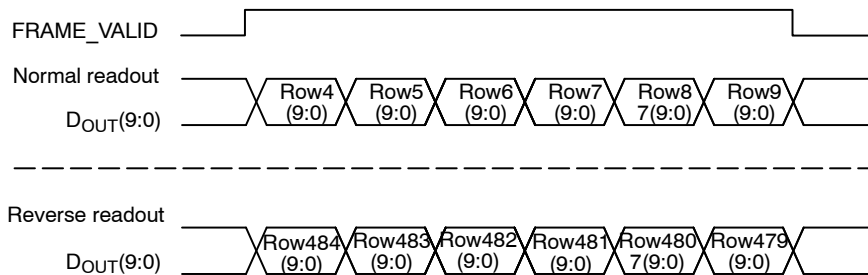 FRAME_VALID
Normal readout
Row4 Row5 Row6 Row7 Row8 Row9
DOUT(9:0) (9:0) (9:0) (9:0) (9:0) 7(9:0) (9:0)
Reverse readout
Row484 Row483 Row482 Row481 Row480 Row479
DOUT(9:0) (9:0) (9:0) (9:0) (9:0) 7(9:0) (9:0)